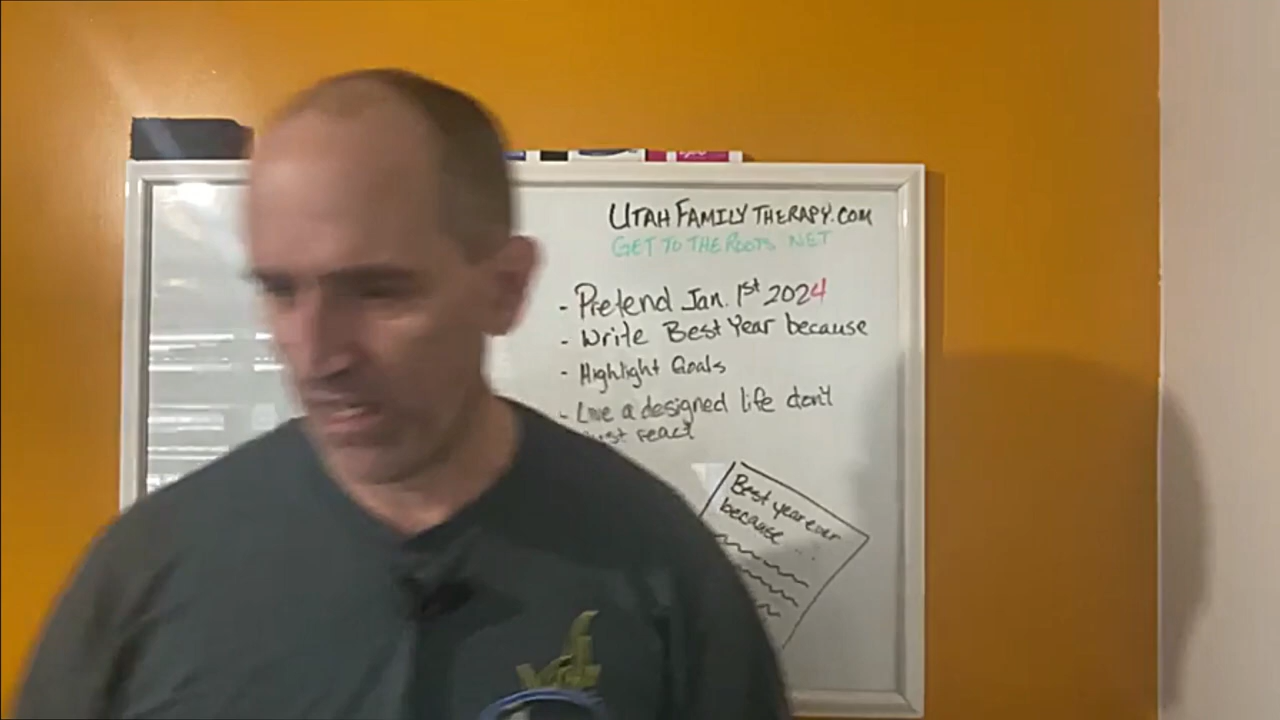 UTAH FAMILY THERAPY.COM
GET TO THE ROOTS NET
- Pretend Jan. 1st 2024
- Write Best Year because
- Highlight Goals
- Live a designed life don't
just react
Best year ever
because ...